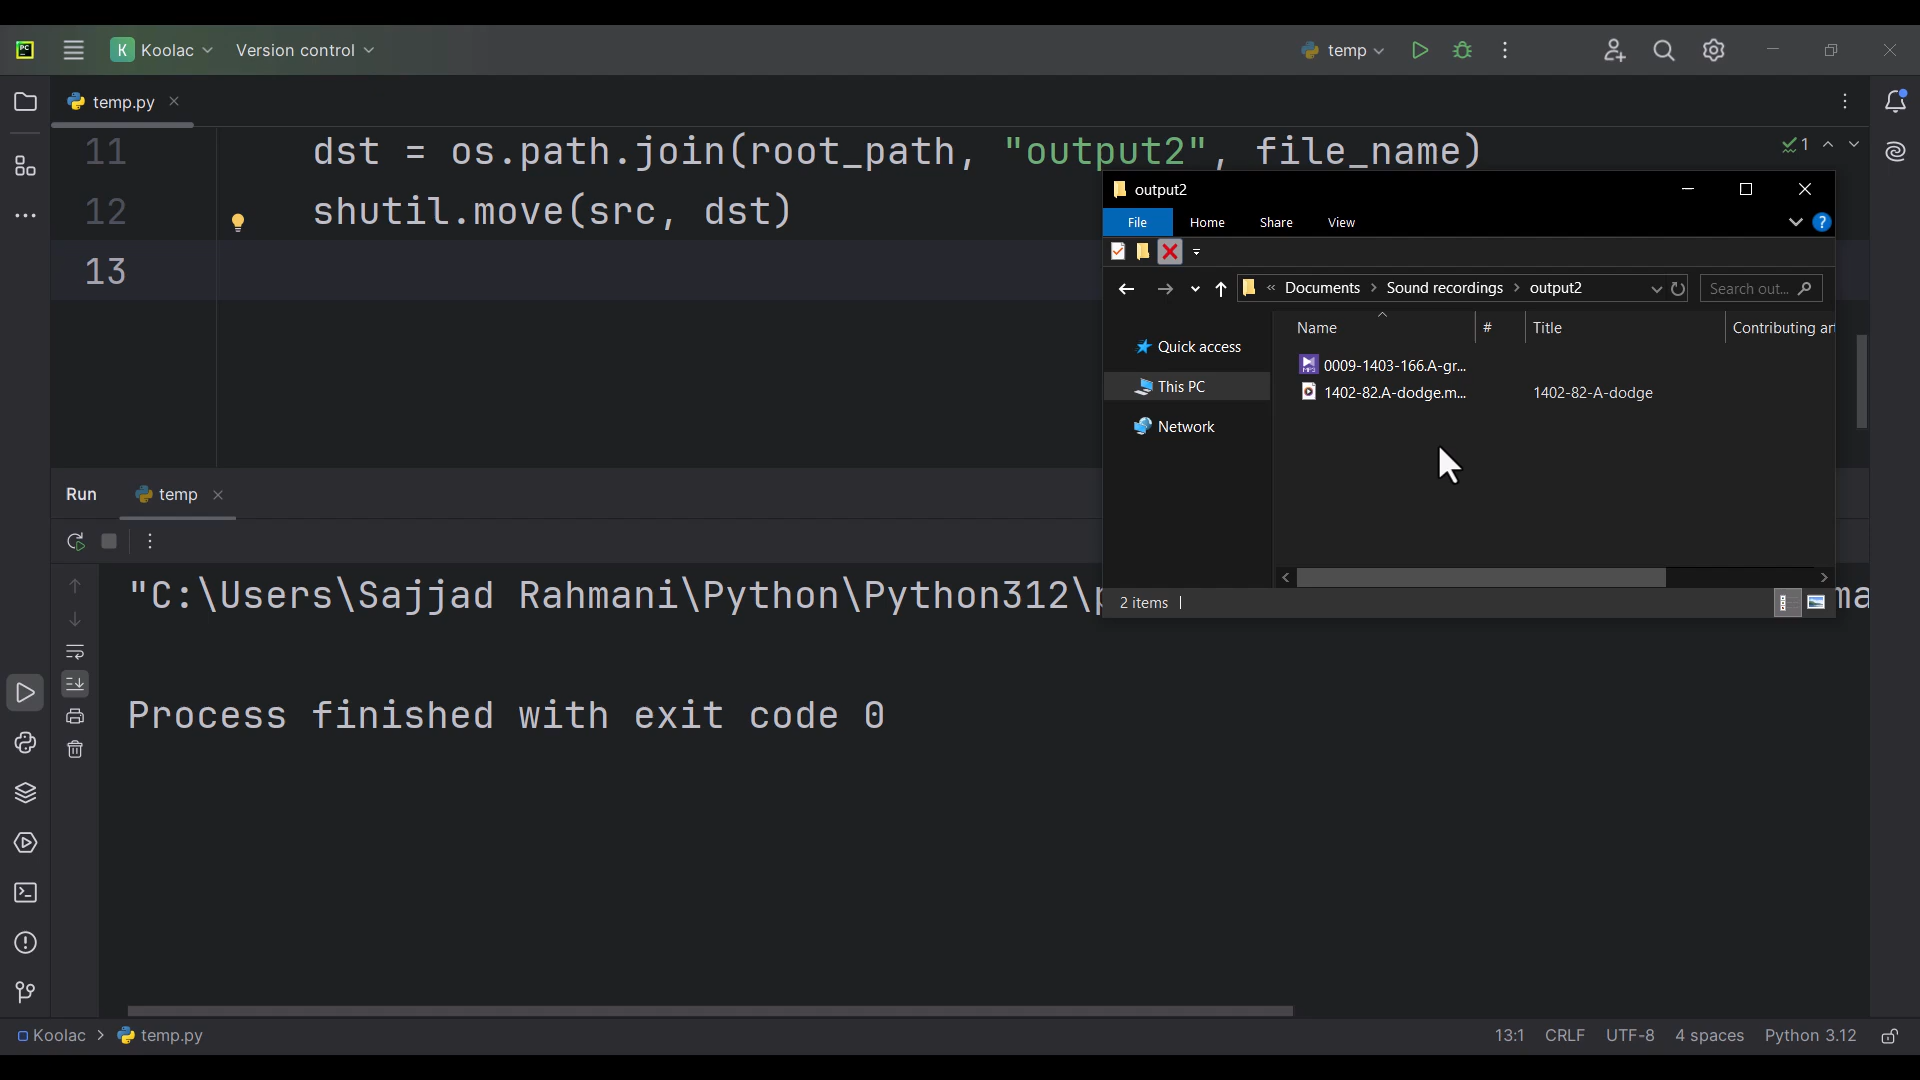 PC
K Koolac
Version control
temp
temp.py
11 dst = os.path.join(root_path, "output2", file_name)
12 shutil.move(src, dst)
13
1
output2
File Home Share View
« Documents > Sound recordings > output2
Search out...
Quick access
This PC
Network
Name # Title Contributing art
0009-1403-166.A-gr...
1402-82.A-dodge.m... 1402-82-A-dodge
2 items
Run temp
"C:\Users\Sajjad Rahmani\Python\Python312\
Process finished with exit code 0
Koolac > temp.py
13:1 CRLF UTF-8 4 spaces Python 3.12